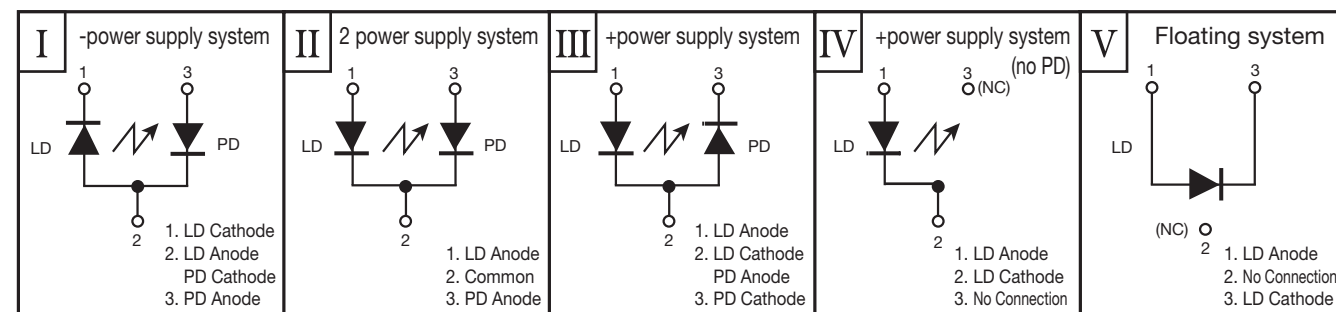 I
-power supply system
1
3
LD
PD
2
1. LD Cathode
2. LD Anode
PD Cathode
3. PD Anode
II
2 power supply system
1
3
LD
PD
2
1. LD Anode
2. Common
3. PD Anode
III
+power supply system
1
3
LD
PD
2
1. LD Anode
2. LD Cathode
PD Anode
3. PD Cathode
IV
+power supply system
(no PD)
1
3
(NC)
LD
2
1. LD Anode
2. LD Cathode
3. No Connection
V
Floating system
1
3
LD
(NC)
2
1. LD Anode
2. No Connection
3. LD Cathode